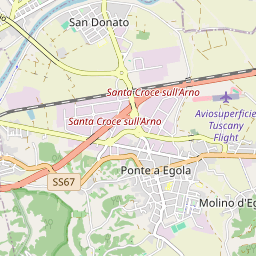 San Donato
Santa Croce sull'Arno
Aviosuperficie
Tuscany
Flight
Santa Croce sull'Arno
Ponte a Egola
SS67
Molino d'Eg